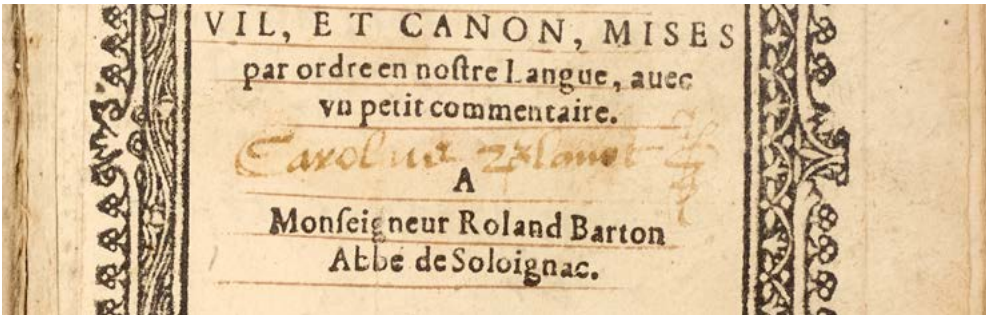 VIL, ET CANON, MISES
par ordre en noſtre Langue, auec
vn petit commentaire.
Carolus
A
Monſeigneur Roland Barton
Abbé de Soloignac.